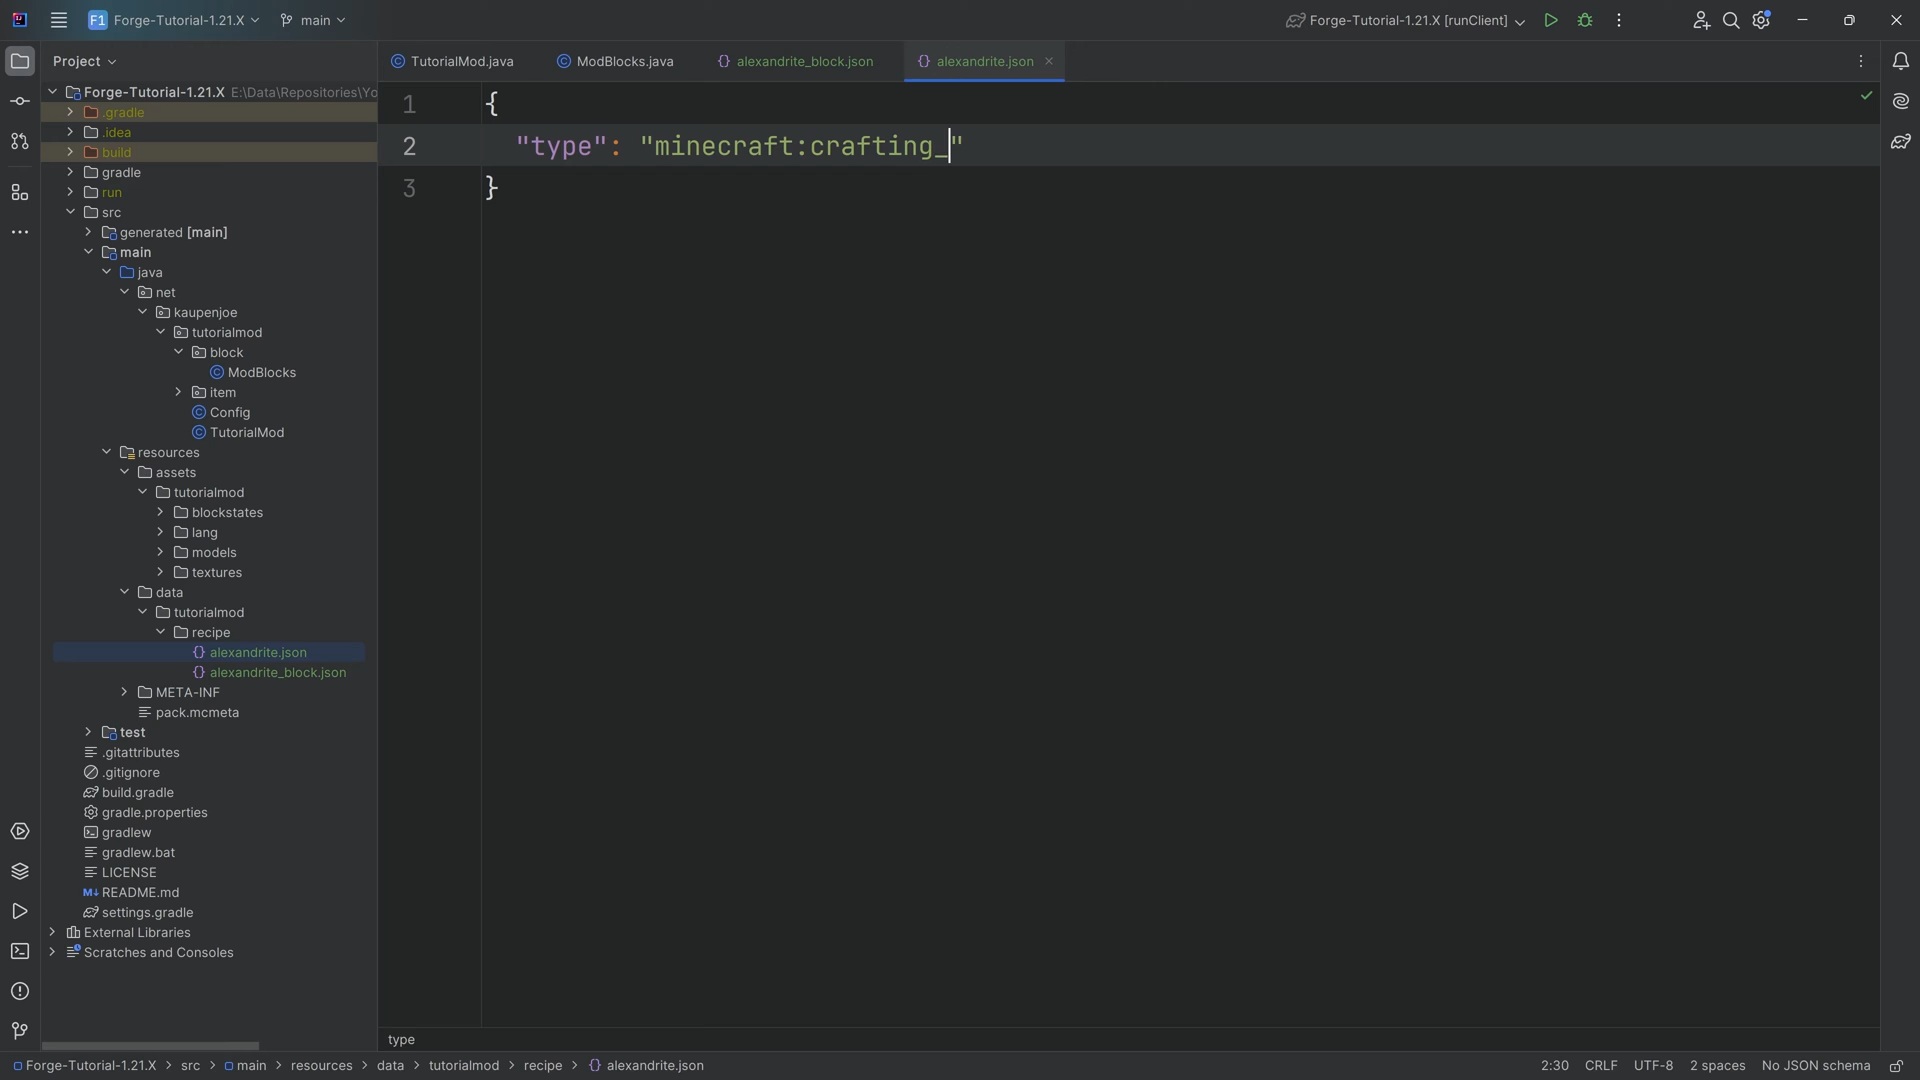 F1 Forge-Tutorial-1.21.X main Forge-Tutorial-1.21.X [runClient]
Project
TutorialMod.java ModBlocks.java {} alexandrite_block.json {} alexandrite.json
Forge-Tutorial-1.21.X E:\Data\Repositories\Yo
.gradle
.idea
build
gradle
run
src
generated [main]
main
java
net
kaupenjoe
tutorialmod
block
ModBlocks
item
Config
TutorialMod
resources
assets
tutorialmod
blockstates
lang
models
textures
data
tutorialmod
recipe
{} alexandrite.json
{} alexandrite_block.json
META-INF
pack.mcmeta
test
.gitattributes
.gitignore
build.gradle
gradle.properties
gradlew
gradlew.bat
LICENSE
M↓ README.md
settings.gradle
External Libraries
Scratches and Consoles
1 {
2 "type": "minecraft:crafting_"
3 }
type
Forge-Tutorial-1.21.X > src > main > resources > data > tutorialmod > recipe > {} alexandrite.json 2:30 CRLF UTF-8 2 spaces No JSON schema